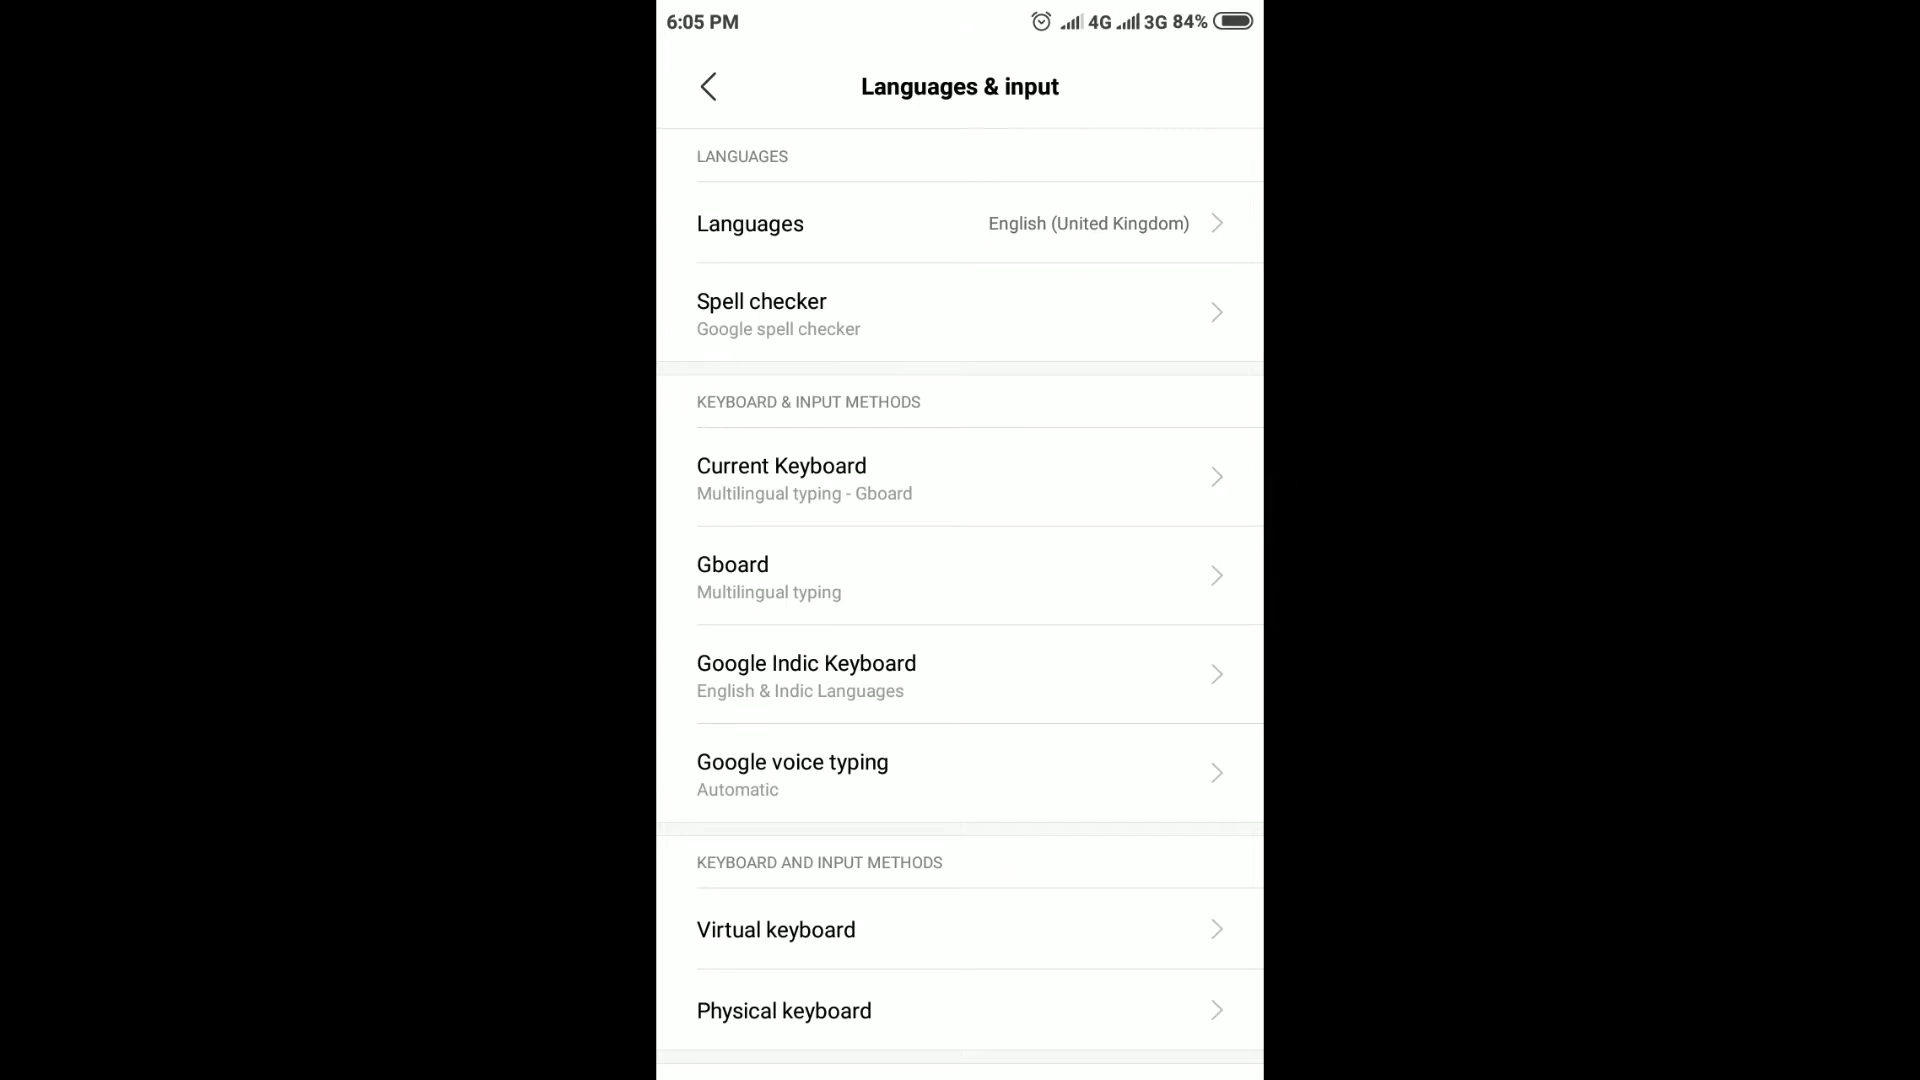 6:05 PM 4G 3G 84%
Languages & input
LANGUAGES
Languages English (United Kingdom)
Spell checker
Google spell checker
KEYBOARD & INPUT METHODS
Current Keyboard
Multilingual typing - Gboard
Gboard
Multilingual typing
Google Indic Keyboard
English & Indic Languages
Google voice typing
Automatic
KEYBOARD AND INPUT METHODS
Virtual keyboard
Physical keyboard